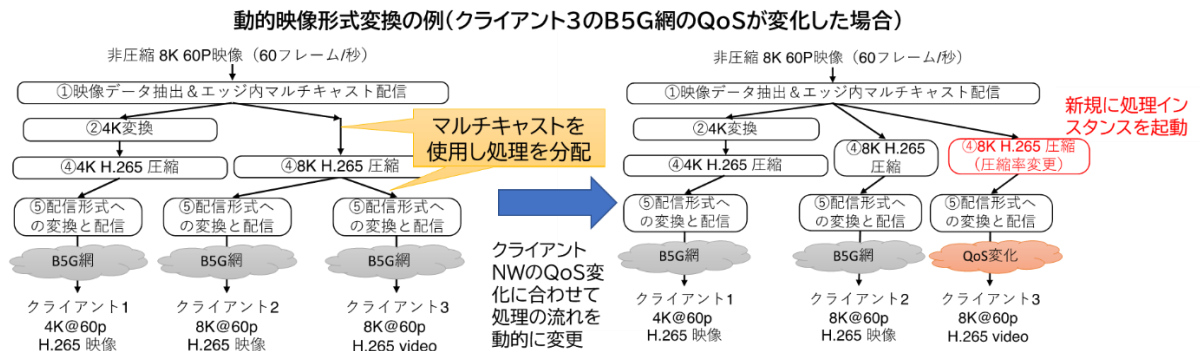 動的映像形式変換の例(クライアント3のB5G網のQoSが変化した場合)
非圧縮 8K 60P映像（60フレーム/秒）
①映像データ抽出＆エッジ内マルチキャスト配信
②4K変換
④4K H.265 圧縮
④8K H.265 圧縮
⑤配信形式へ
の変換と配信
⑤配信形式へ
の変換と配信
⑤配信形式へ
の変換と配信
B5G網
B5G網
B5G網
クライアント1
4K@60p
H.265 映像
クライアント2
8K@60p
H.265 映像
クライアント3
8K@60p
H.265 video
マルチキャストを
使用し処理を分配
クライアント
NWのQoS変
化に合わせて
処理の流れを
動的に変更
非圧縮 8K 60P映像（60フレーム/秒）
①映像データ抽出＆エッジ内マルチキャスト配信
新規に処理イン
スタンスを起動
②4K変換
④4K H.265 圧縮
④8K H.265
圧縮
④8K H.265 圧縮
(圧縮率変更)
⑤配信形式へ
の変換と配信
⑤配信形式へ
の変換と配信
⑤配信形式へ
の変換と配信
B5G網
B5G網
QoS変化
クライアント1
4K@60p
H.265 映像
クライアント2
8K@60p
H.265 映像
クライアント3
8K@60p
H.265 video